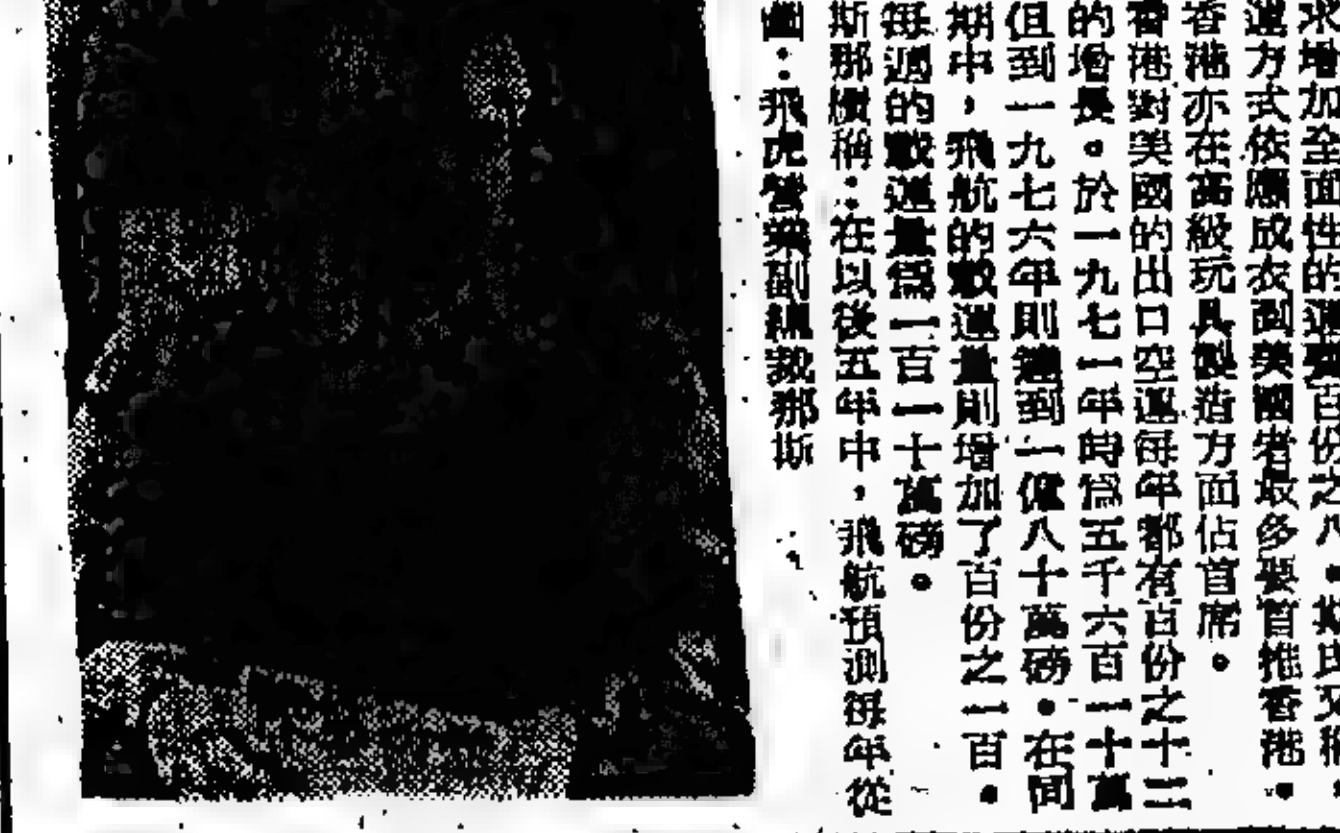 求增加全面性的運費百份之八。
運方式依應成衣到美國者最多要首推香港。
香港亦在高級玩具製造方面佔首席。
香港對美國的出口空運每年都有百份之十二
的增長。於一九七一年時爲五千六百一十萬
但到一九七六年則達到一億八十萬磅。在同
期中，飛航的載運量則增加了百份之一百。
每週的載運量爲一百一十萬磅。
斯那續稱：在以後五年中，飛航預測每年從
圖：飛虎營業副總裁那斯